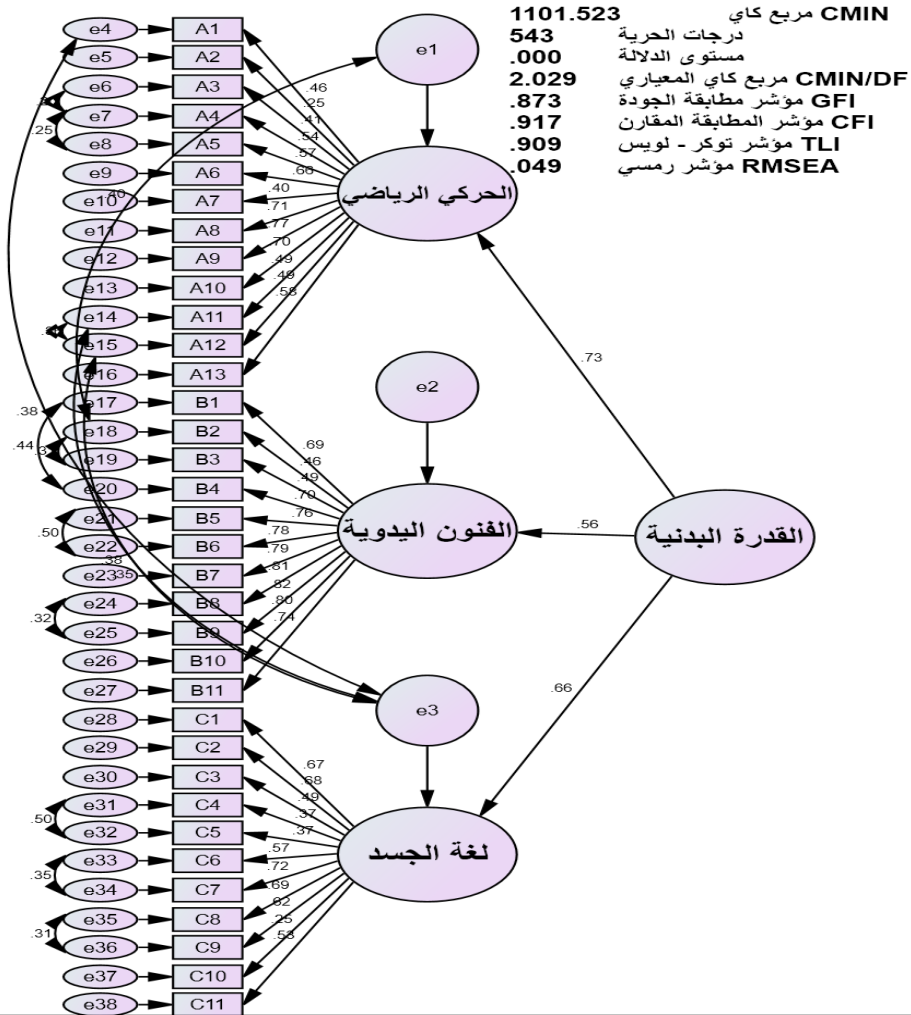 CMIN مربع كاي 1101.523
درجات الحرية 543
مستوى الدلالة .000
CMIN/DF مربع كاي المعياري 2.029
GFI مؤشر مطابقة الجودة .873
CFI مؤشر المطابقة المقارن .917
TLI مؤشر توكر - لويس .909
RMSEA مؤشر رمسي .049
e1
الحركي الرياضي
e2
الفنون اليدوية
e3
لغة الجسد
القدرة البدنية
.73
.56
.66
e4 A1 .46
e5 A2 .25
e6 A3 .41
e7 A4 .54
e8 A5 .57
e9 A6 .66
e10 A7 .40
e11 A8 .71
e12 A9 .77
e13 A10 .70
e14 A11 .49
e15 A12 .49
e16 A13 .58
e17 B1 .69
e18 B2 .46
e19 B3 .49
e20 B4 .70
e21 B5 .76
e22 B6 .78
e23 B7 .79
e24 B8 .81
e25 B9 .82
e26 B10 .80
e27 B11 .74
e28 C1 .67
e29 C2 .68
e30 C3 .49
e31 C4 .37
e32 C5 .37
e33 C6 .57
e34 C7 .72
e35 C8 .69
e36 C9 .62
e37 C10 .25
e38 C11 .53
.25
.40
.38
.44
.50
.38
.35
.32
.50
.35
.31